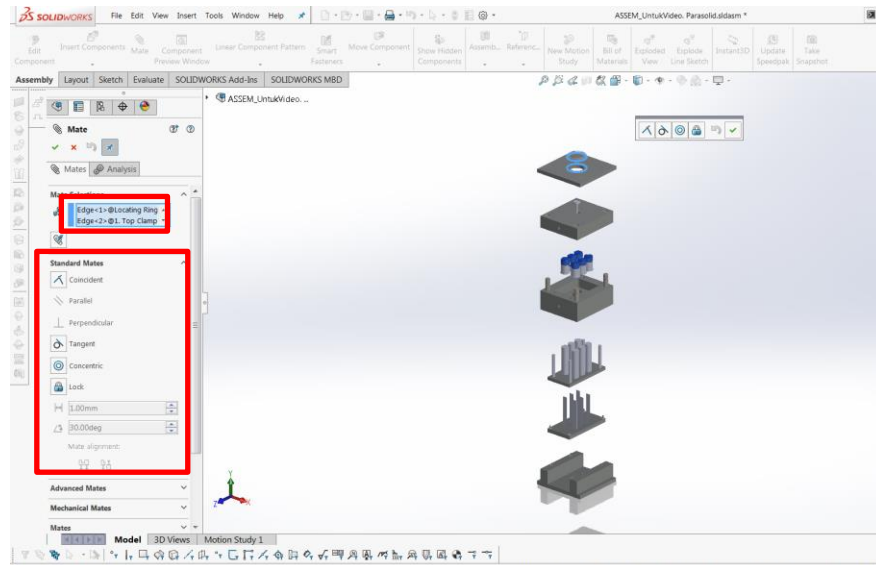 SOLIDWORKS File Edit View Insert Tools Window Help ASSEM_UntukVideo. Parasolid.sldasm *
Edit Component
Insert Components
Mate
Component Preview Window
Linear Component Pattern
Smart Fasteners
Move Component
Show Hidden Components
Assemb...
Referenc...
New Motion Study
Bill of Materials
Exploded View
Explode Line Sketch
Instant3D
Update Speedpak
Take Snapshot
Assembly Layout Sketch Evaluate SOLIDWORKS Add-Ins SOLIDWORKS MBD
ASSEM_UntukVideo. ...
Mate
Mates Analysis
Mate Selections
Edge<1>@Locating Ring
Edge<2>@1. Top Clamp
Standard Mates
Coincident
Parallel
Perpendicular
Tangent
Concentric
Lock
1.00mm
30.00deg
Mate alignment:
Advanced Mates
Mechanical Mates
Mates
Y
Z X
Model 3D Views Motion Study 1